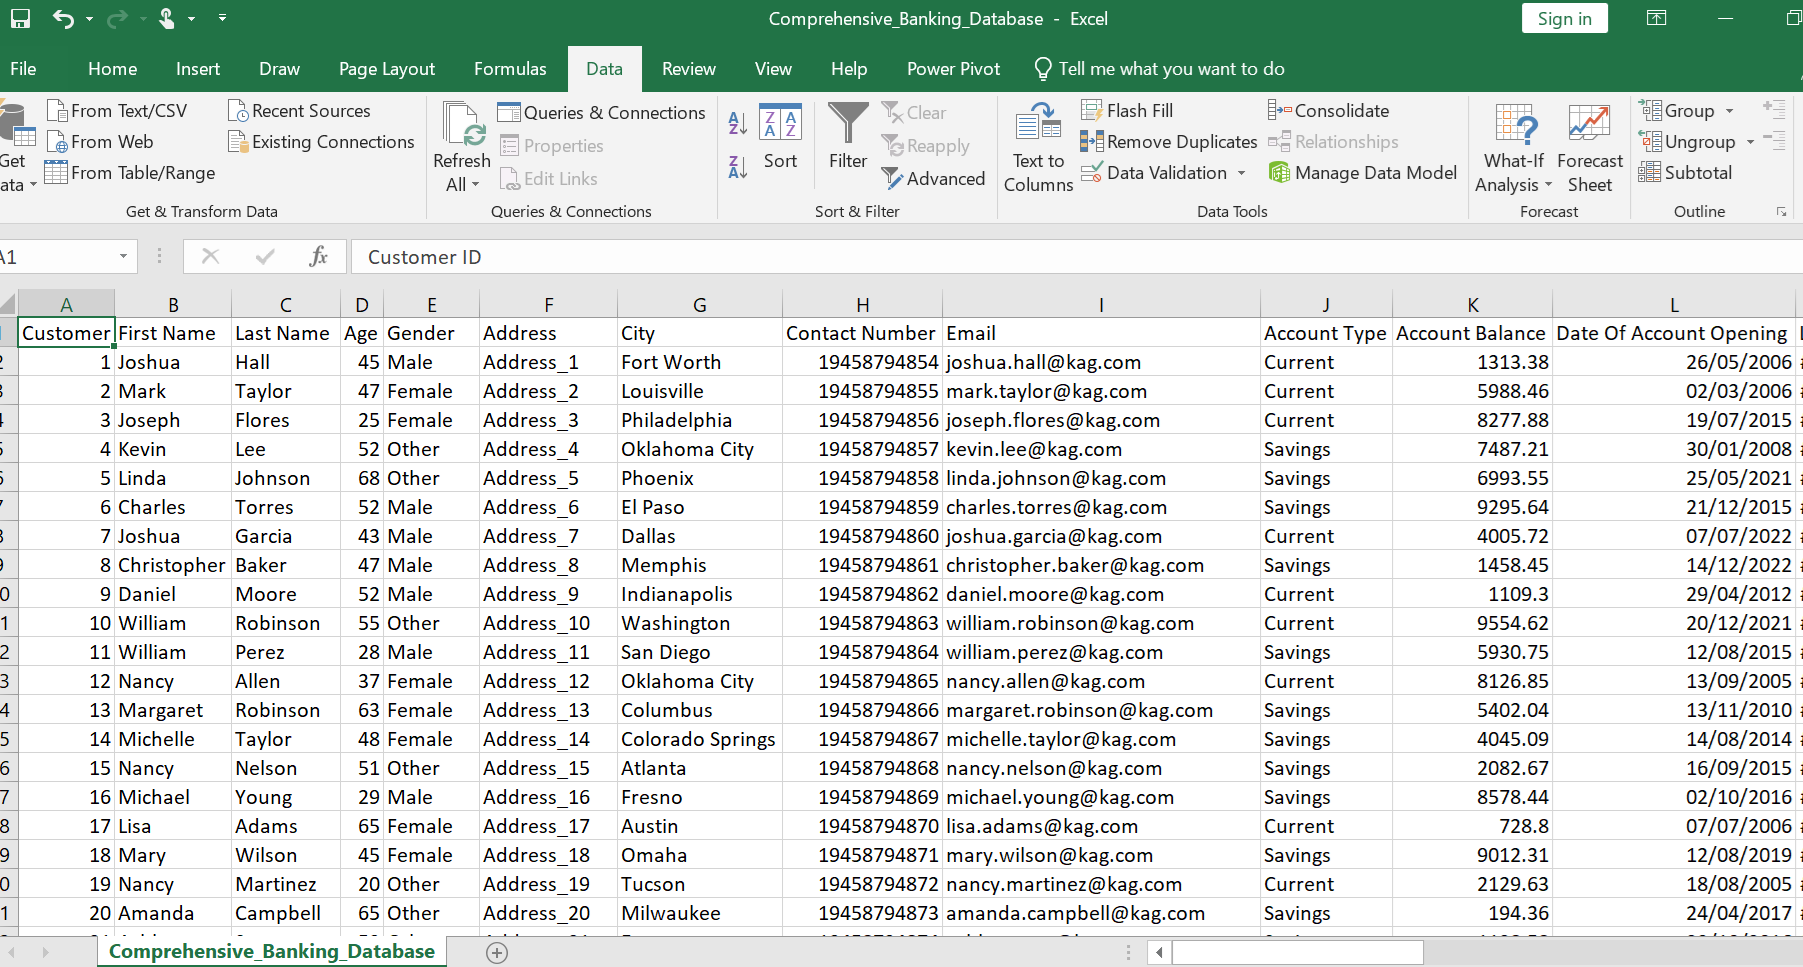 Comprehensive_Banking_Database - Excel
Sign in
File Home Insert Draw Page Layout Formulas Data Review View Help Power Pivot Tell me what you want to do
From Text/CSV Recent Sources Queries & Connections Clear Flash Fill Consolidate Group
From Web Existing Connections Properties Reapply Remove Duplicates Relationships Ungroup
From Table/Range Edit Links Advanced Data Validation Manage Data Model Subtotal
Get Refresh All Sort Filter Text to Columns What-If Analysis Forecast Sheet
Get & Transform Data Queries & Connections Sort & Filter Data Tools Forecast Outline
A1 fx Customer ID
A B C D E F G H I J K L
Customer First Name Last Name Age Gender Address City Contact Number Email Account Type Account Balance Date Of Account Opening
1 Joshua Hall 45 Male Address_1 Fort Worth 19458794854 joshua.hall@kag.com Current 1313.38 26/05/2006
2 Mark Taylor 47 Female Address_2 Louisville 19458794855 mark.taylor@kag.com Current 5988.46 02/03/2006
3 Joseph Flores 25 Female Address_3 Philadelphia 19458794856 joseph.flores@kag.com Current 8277.88 19/07/2015
4 Kevin Lee 52 Other Address_4 Oklahoma City 19458794857 kevin.lee@kag.com Savings 7487.21 30/01/2008
5 Linda Johnson 68 Other Address_5 Phoenix 19458794858 linda.johnson@kag.com Savings 6993.55 25/05/2021
6 Charles Torres 52 Male Address_6 El Paso 19458794859 charles.torres@kag.com Savings 9295.64 21/12/2015
7 Joshua Garcia 43 Male Address_7 Dallas 19458794860 joshua.garcia@kag.com Current 4005.72 07/07/2022
8 Christopher Baker 47 Male Address_8 Memphis 19458794861 christopher.baker@kag.com Savings 1458.45 14/12/2022
9 Daniel Moore 52 Male Address_9 Indianapolis 19458794862 daniel.moore@kag.com Current 1109.3 29/04/2012
10 William Robinson 55 Other Address_10 Washington 19458794863 william.robinson@kag.com Current 9554.62 20/12/2021
11 William Perez 28 Male Address_11 San Diego 19458794864 william.perez@kag.com Savings 5930.75 12/08/2015
12 Nancy Allen 37 Female Address_12 Oklahoma City 19458794865 nancy.allen@kag.com Current 8126.85 13/09/2005
13 Margaret Robinson 63 Female Address_13 Columbus 19458794866 margaret.robinson@kag.com Savings 5402.04 13/11/2010
14 Michelle Taylor 48 Female Address_14 Colorado Springs 19458794867 michelle.taylor@kag.com Savings 4045.09 14/08/2014
15 Nancy Nelson 51 Other Address_15 Atlanta 19458794868 nancy.nelson@kag.com Savings 2082.67 16/09/2015
16 Michael Young 29 Male Address_16 Fresno 19458794869 michael.young@kag.com Savings 8578.44 02/10/2016
17 Lisa Adams 65 Female Address_17 Austin 19458794870 lisa.adams@kag.com Current 728.8 07/07/2006
18 Mary Wilson 45 Female Address_18 Omaha 19458794871 mary.wilson@kag.com Savings 9012.31 12/08/2019
19 Nancy Martinez 20 Other Address_19 Tucson 19458794872 nancy.martinez@kag.com Current 2129.63 18/08/2005
20 Amanda Campbell 65 Other Address_20 Milwaukee 19458794873 amanda.campbell@kag.com Savings 194.36 24/04/2017
Comprehensive_Banking_Database